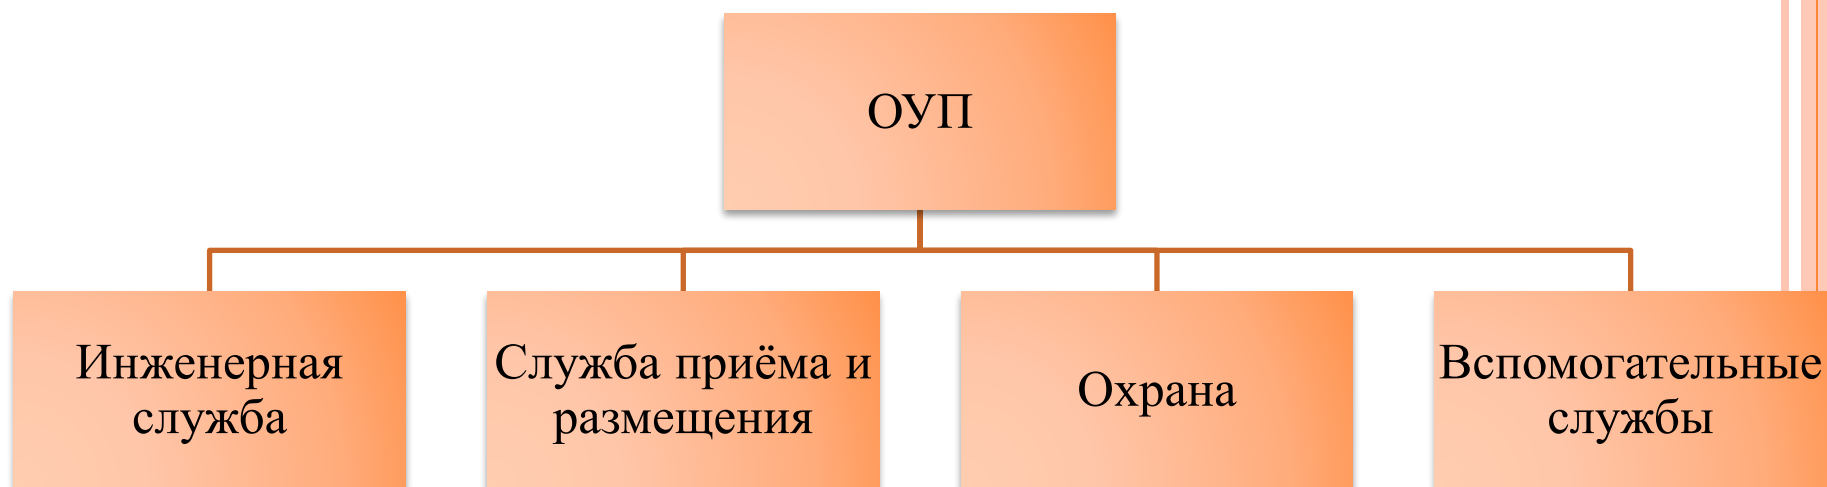 ОУП
Инженерная
служба
Служба приёма и
размещения
Охрана
Вспомогательные
службы